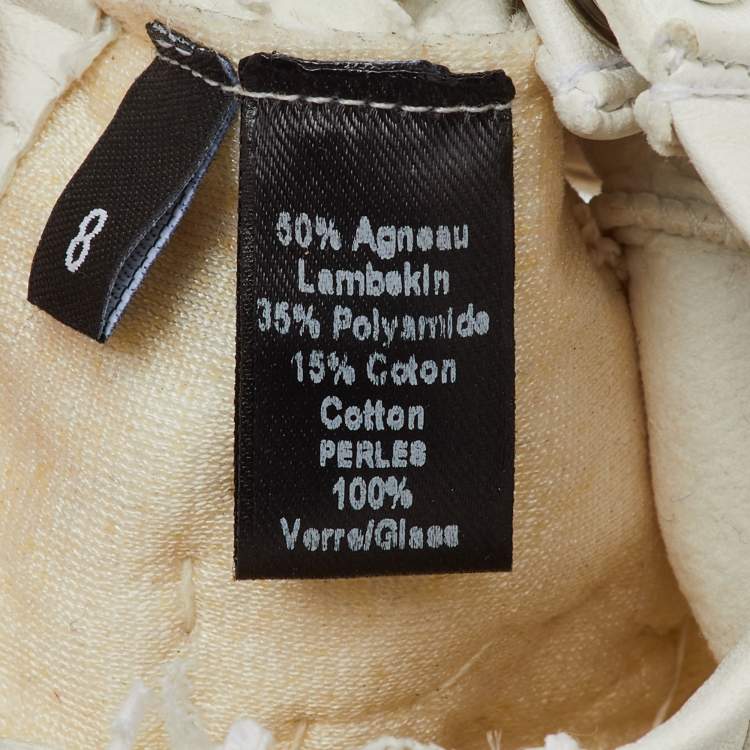 8
50% Agneau
Lambskin
35% Polyamide
15% Coton
Cotton
PERLES
100%
Verre/Glass